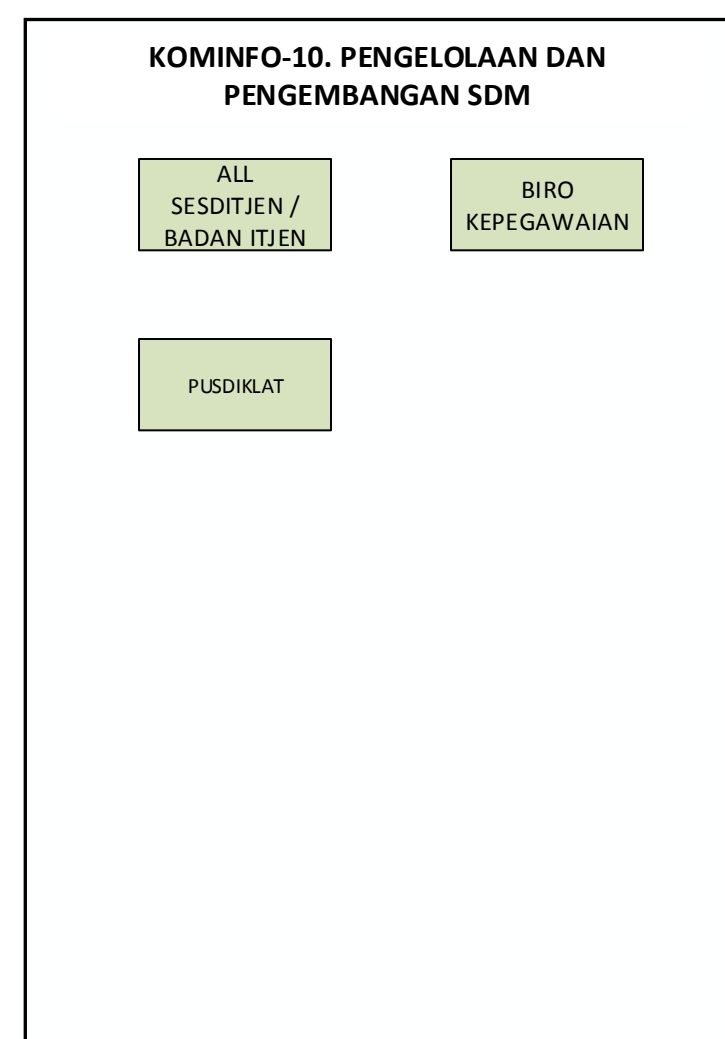 KOMINFO-10. PENGELOLAAN DAN
PENGEMBANGAN SDM
ALL
SESDITJEN /
BADAN ITJEN
BIRO
KEPEGAWAIAN
PUSDIKLAT